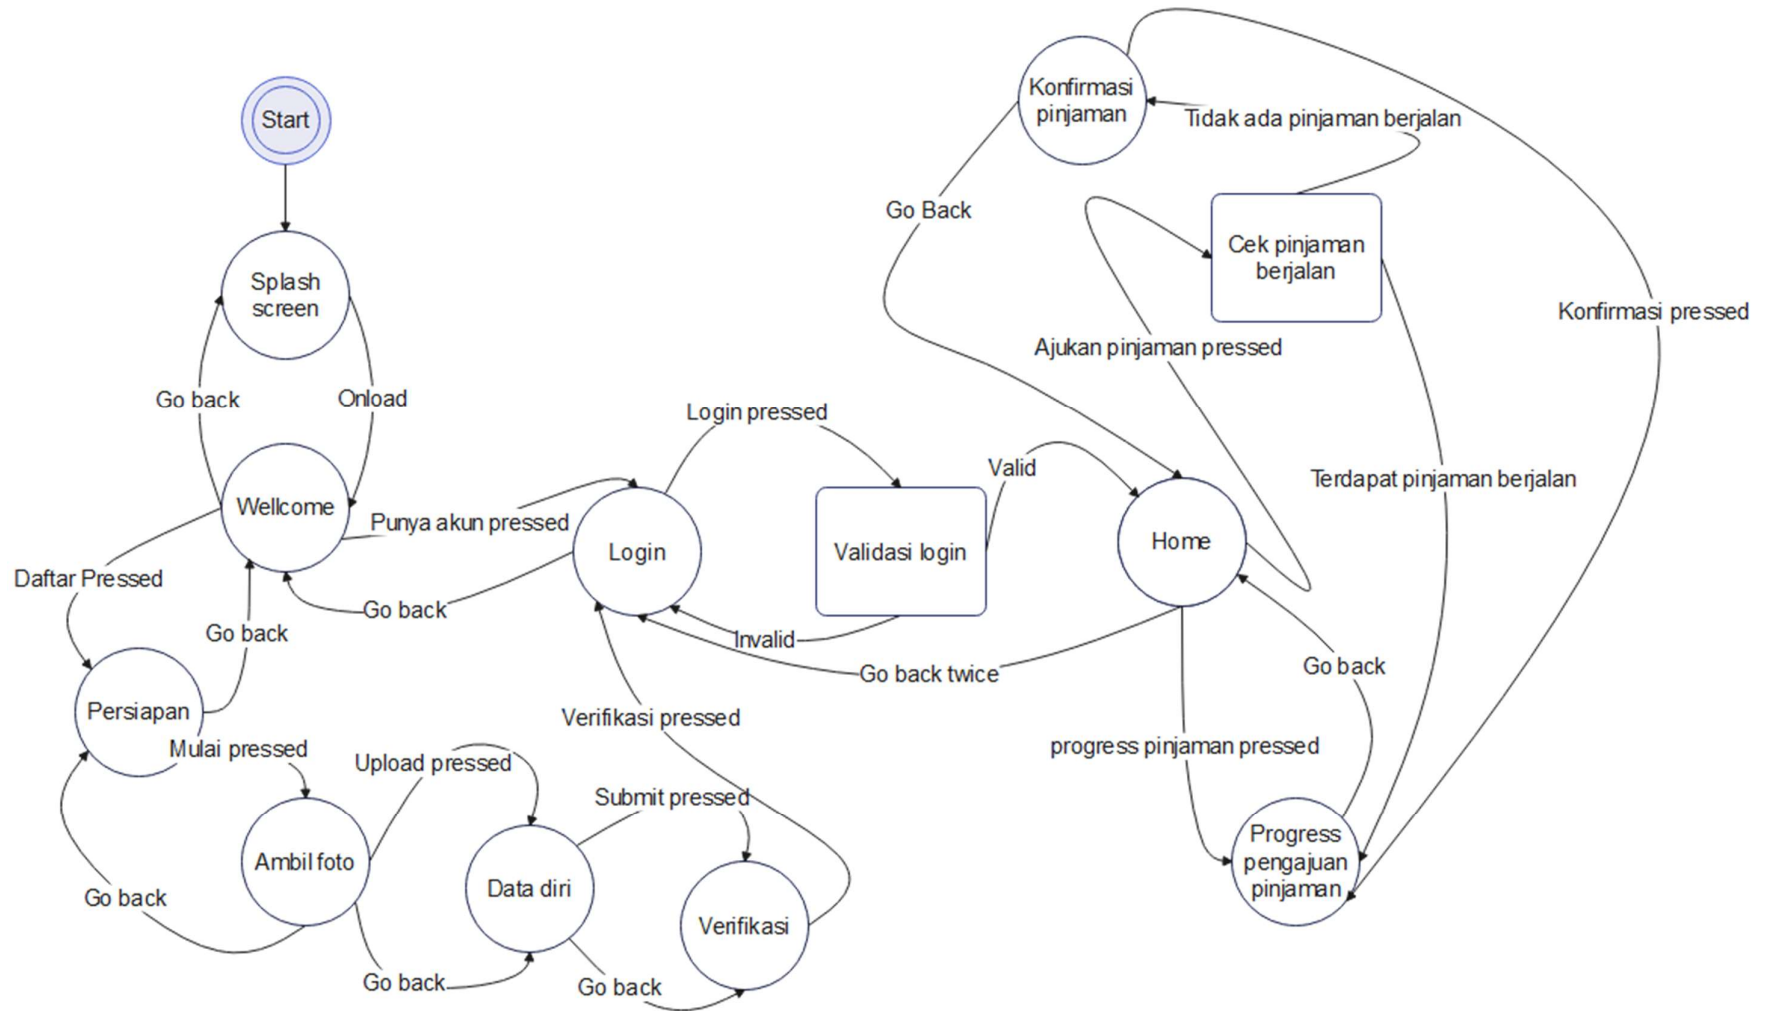 Start
Splash
screen
Go back
Onload
Wellcome
Punya akun pressed
Daftar Pressed
Go back
Go back
Persiapan
Mulai pressed
Go back
Ambil foto
Upload pressed
Go back
Data diri
Submit pressed
Go back
Verifikasi
Verifikasi pressed
Login
Login pressed
Validasi login
Invalid
Valid
Go back twice
Home
Ajukan pinjaman pressed
Cek pinjaman
berjalan
Tidak ada pinjaman berjalan
Konfirmasi
pinjaman
Go Back
Konfirmasi pressed
Terdapat pinjaman berjalan
Go back
progress pinjaman pressed
Progress
pengajuan
pinjaman